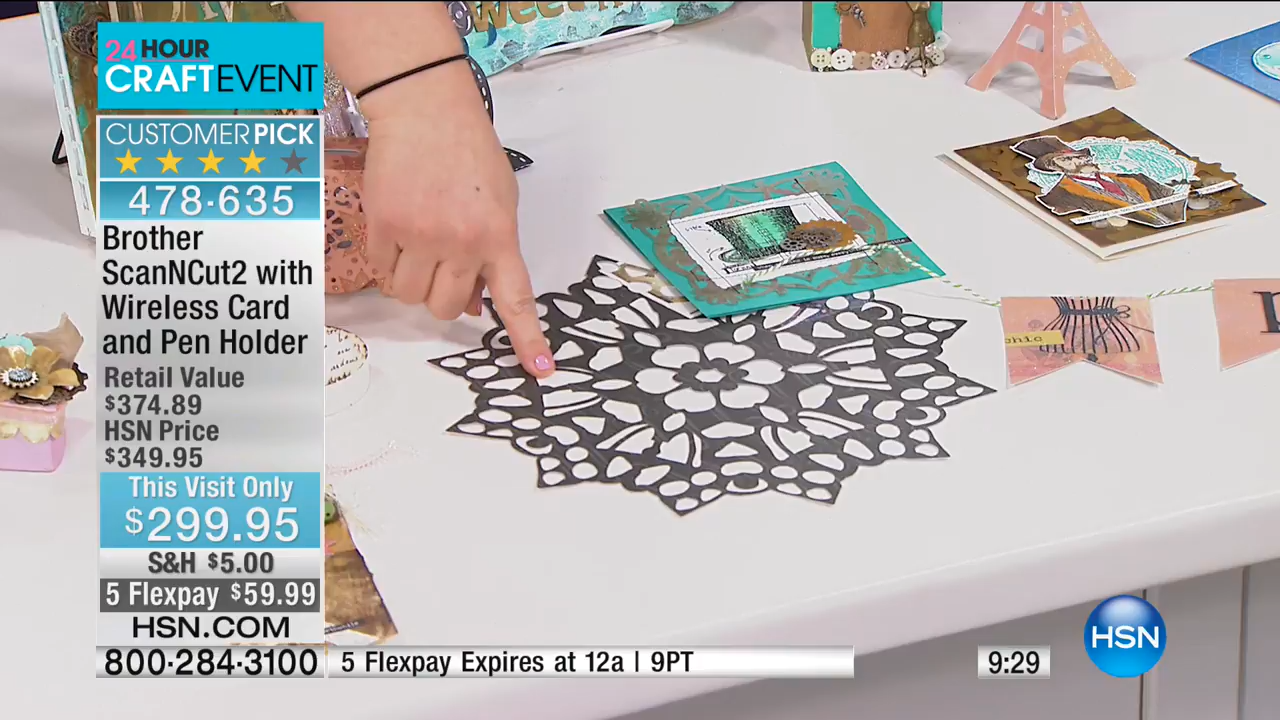 24 HOUR
CRAFT EVENT
CUSTOMER PICK
478-635
Brother
ScanNCut2 with
Wireless Card
and Pen Holder
Retail Value
$374.89
HSN Price
$349.95
This Visit Only
$299.95
S&H $5.00
5 Flexpay $59.99
HSN.COM
800·284·3100
5 Flexpay Expires at 12a | 9PT
9:29
HSN